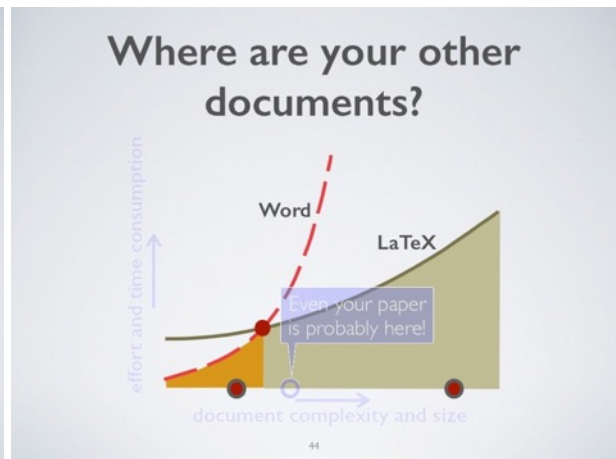 Where are your other
documents?
effort and time consumption
Word
LaTeX
Even your paper
is probably here!
document complexity and size
44